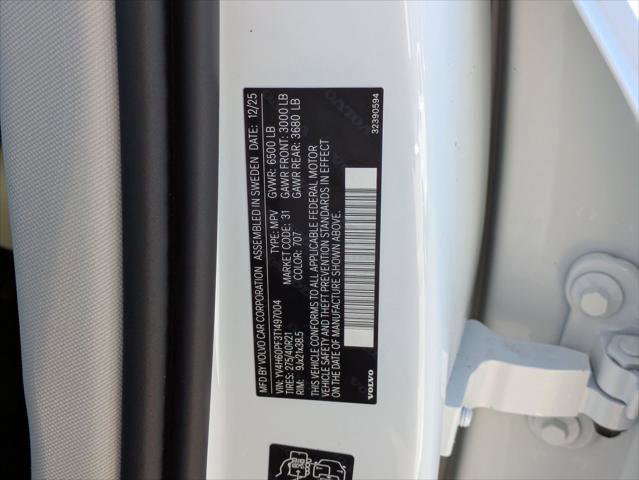 MFD BY VOLVO CAR CORPORATION ASSEMBLED IN SWEDEN DATE: 12/25
VIN: YV4H60PF3T1497004 TYPE: MPV GVWR: 6500 LB
TIRES: 275/40R21 MARKET CODE: 31 GAWR FRONT: 3000 LB
RIM: 9Jx21x38.5 COLOR: 707 GAWR REAR: 3680 LB
THIS VEHICLE CONFORMS TO ALL APPLICABLE FEDERAL MOTOR
VEHICLE SAFETY AND THEFT PREVENTION STANDARDS IN EFFECT
ON THE DATE OF MANUFACTURE SHOWN ABOVE.
VOLVO 32390594